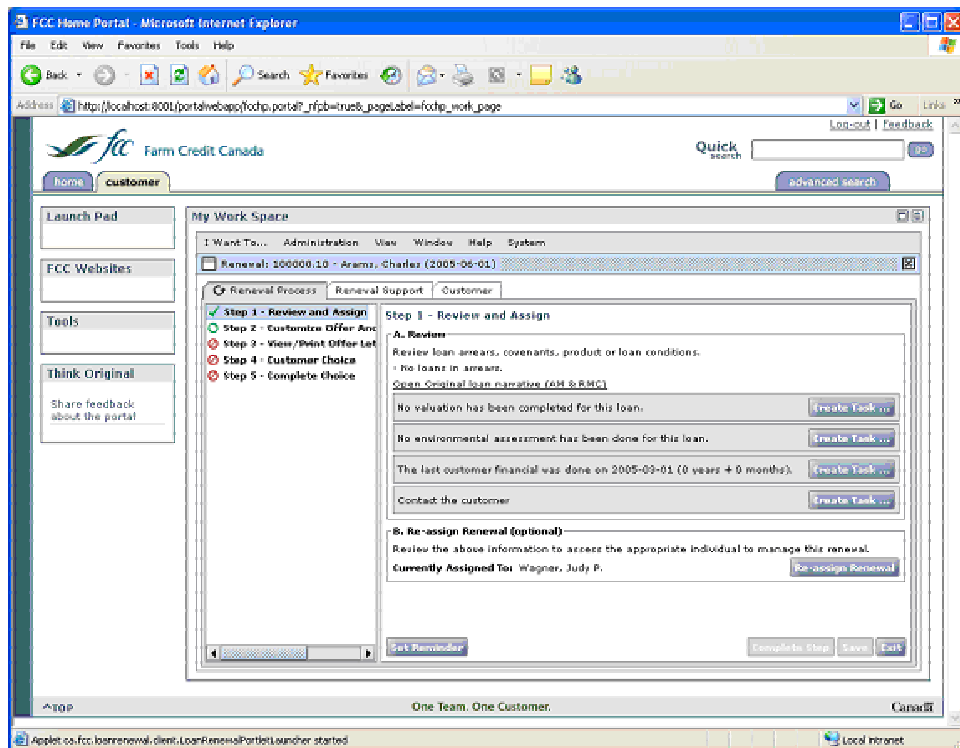 FCC Home Portal - Microsoft Internet Explorer
File Edit View Favorites Tools Help
Back Search Favorites
Address http://localhost:8001/portalwebapp/fcchp.portal?_nfpb=true&_pageLabel=fcchp_work_page Go Links »
Log-out | Feedback
fcc Farm Credit Canada
Quick search go
home customer advanced search
Launch Pad
FCC Websites
Tools
Think Original
Share feedback
about the portal
My Work Space
I Want To... Administration View Window Help System
Renewal: 100000.10 - Arams, Charles (2005-06-01)
Renewal Process Renewal Support Customer
Step 1 - Review and Assign
Step 2 - Customize Offer And
Step 3 - View/Print Offer Let
Step 4 - Customer Choice
Step 5 - Complete Choice
Step 1 - Review and Assign
A. Review
Review loan arrears, covenants, product or loan conditions.
- No loans in arrears.
Open Original loan narrative (AM & RMC)
No valuation has been completed for this loan. Create Task ...
No environmental assessment has been done for this loan. Create Task ...
The last customer financial was done on 2005-03-01 (0 years + 0 months). Create Task ...
Contact the customer Create Task ...
B. Re-assign Renewal (optional)
Review the above information to access the appropriate individual to manage this renewal.
Currently Assigned To: Wagner, Judy P. Re-assign Renewal
Set Reminder Complete Step Save Exit
^TOP One Team. One Customer. Canada
Applet ca.fcc.loanrenewal.client.LoanRenewalPortletLauncher started Local intranet